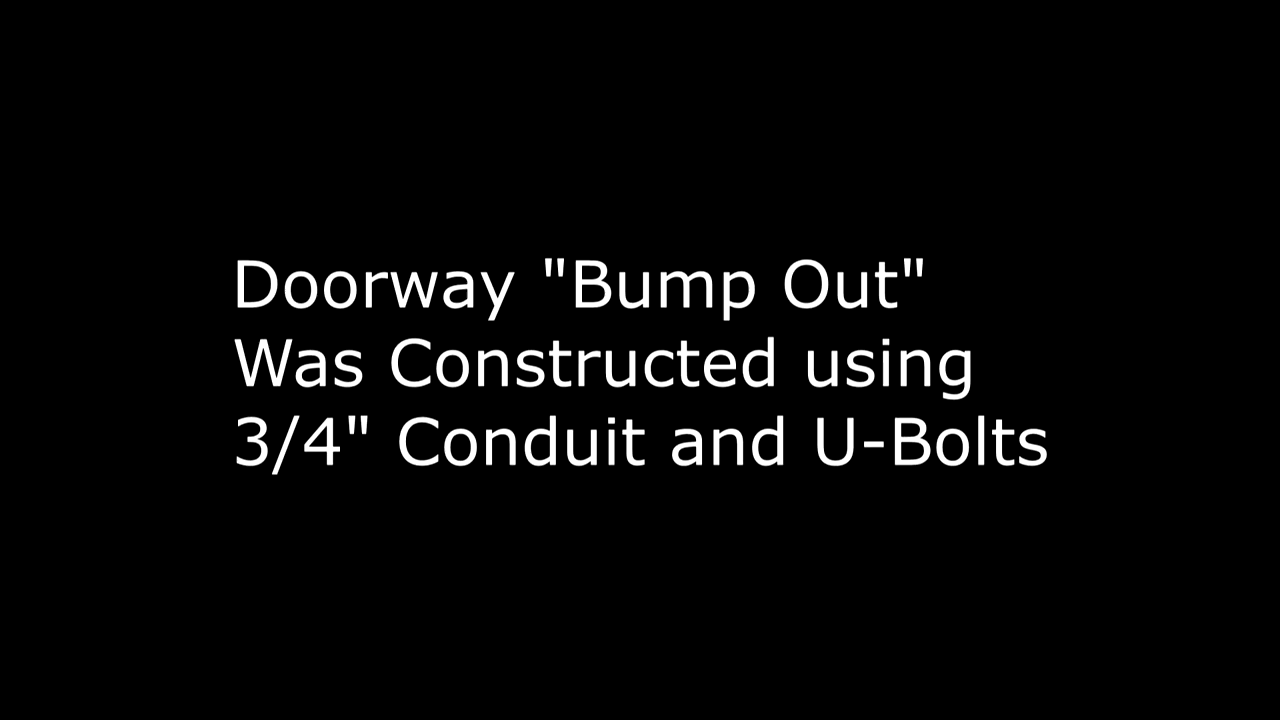 Doorway "Bump Out"
Was Constructed using
3/4" Conduit and U-Bolts